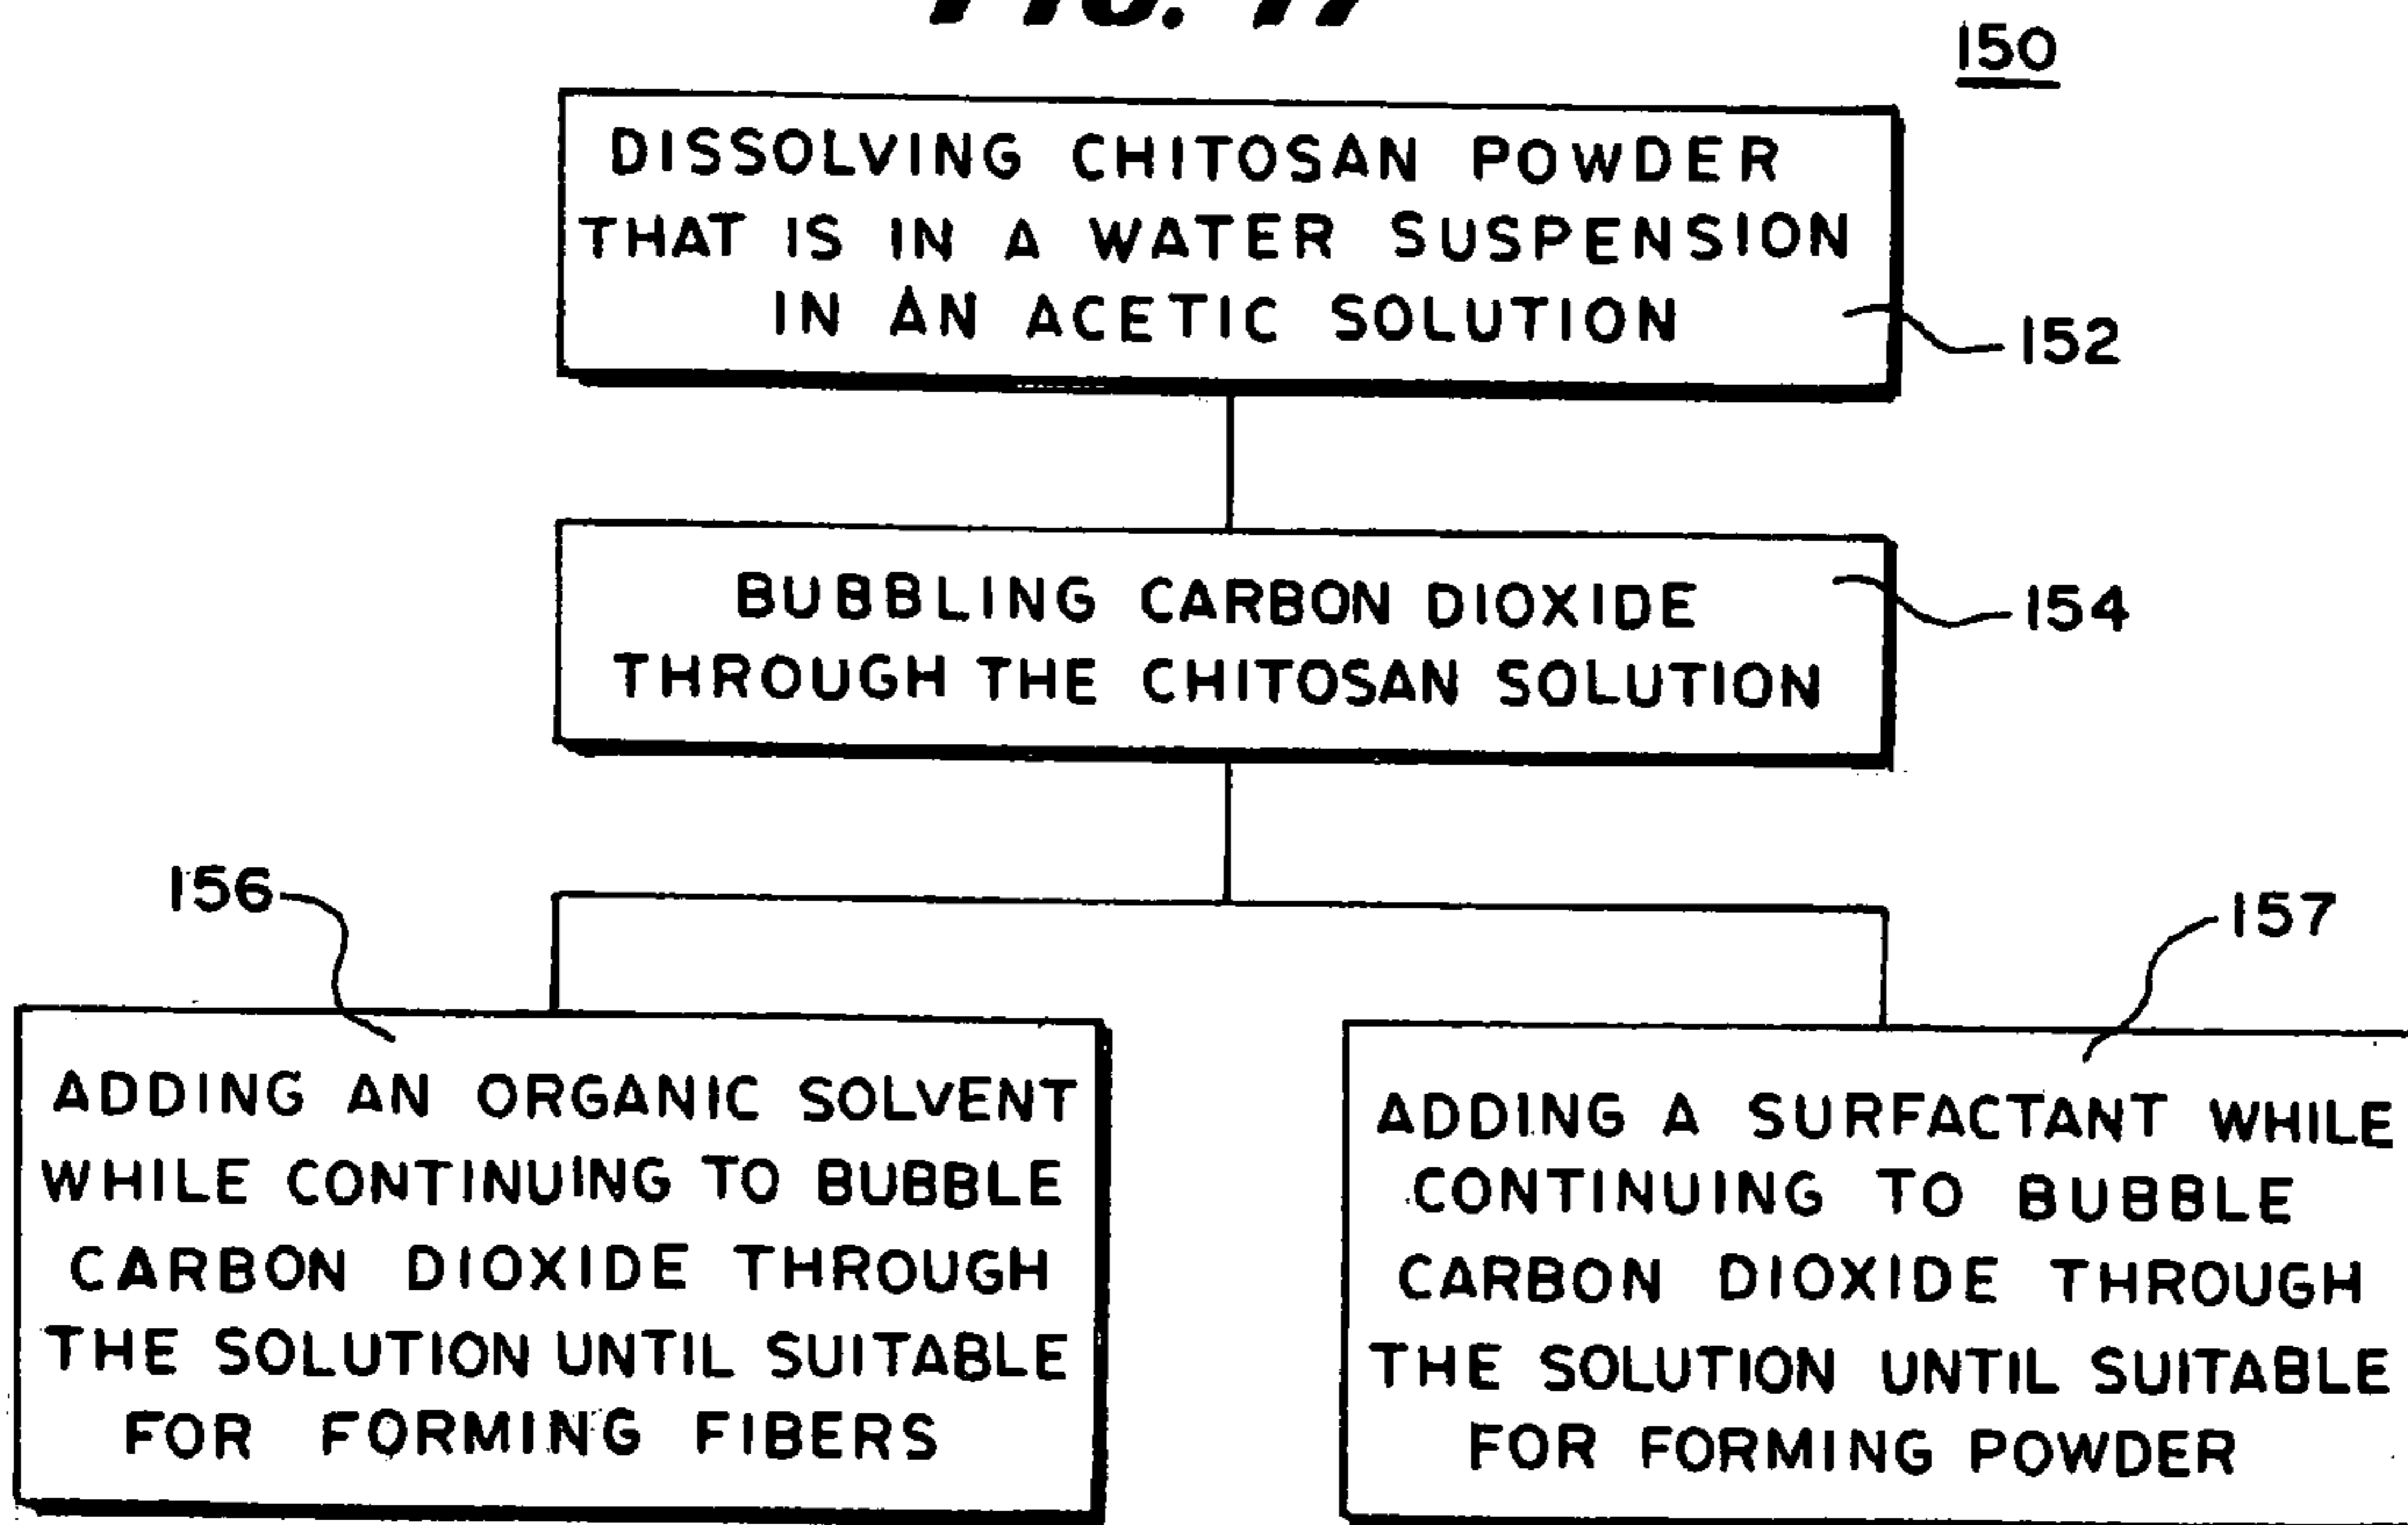 150
DISSOLVING CHITOSAN POWDER
THAT IS IN A WATER SUSPENSION
IN AN ACETIC SOLUTION
152
BUBBLING CARBON DIOXIDE
THROUGH THE CHITOSAN SOLUTION
154
156
ADDING AN ORGANIC SOLVENT
WHILE CONTINUING TO BUBBLE
CARBON DIOXIDE THROUGH
THE SOLUTION UNTIL SUITABLE
FOR FORMING FIBERS
157
ADDING A SURFACTANT WHILE
CONTINUING TO BUBBLE
CARBON DIOXIDE THROUGH
THE SOLUTION UNTIL SUITABLE
FOR FORMING POWDER